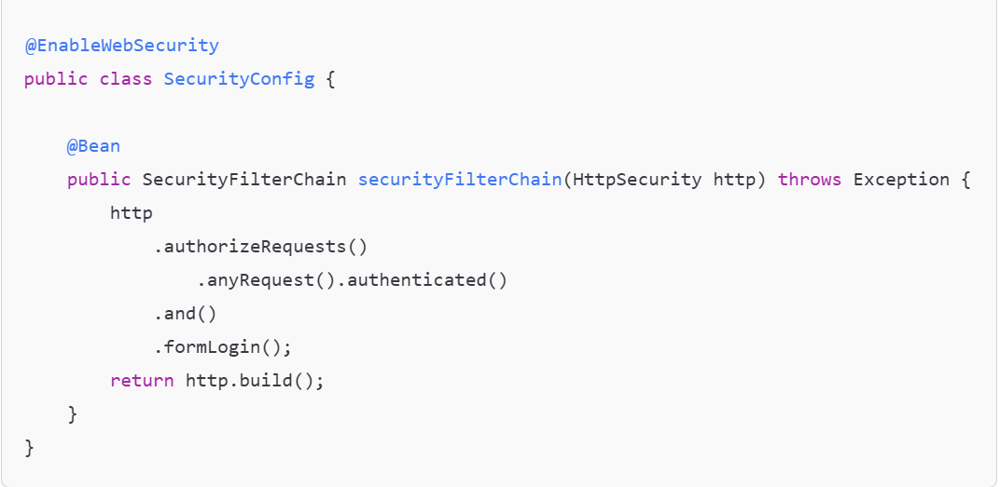 @EnableWebSecurity
public class SecurityConfig {
@Bean
public SecurityFilterChain securityFilterChain(HttpSecurity http) throws Exception {
http
.authorizeRequests()
.anyRequest().authenticated()
.and()
.formLogin();
return http.build();
}
}